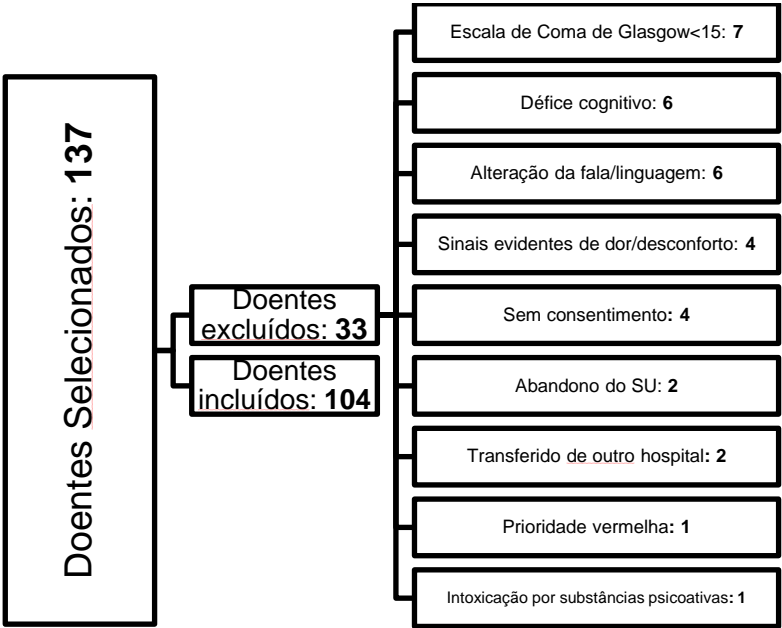 Doentes Selecionados: 137
Doentes
excluídos: 33
Doentes
incluídos: 104
Escala de Coma de Glasgow<15: 7
Défice cognitivo: 6
Alteração da fala/linguagem: 6
Sinais evidentes de dor/desconforto: 4
Sem consentimento: 4
Abandono do SU: 2
Transferido de outro hospital: 2
Prioridade vermelha: 1
Intoxicação por substâncias psicoativas: 1